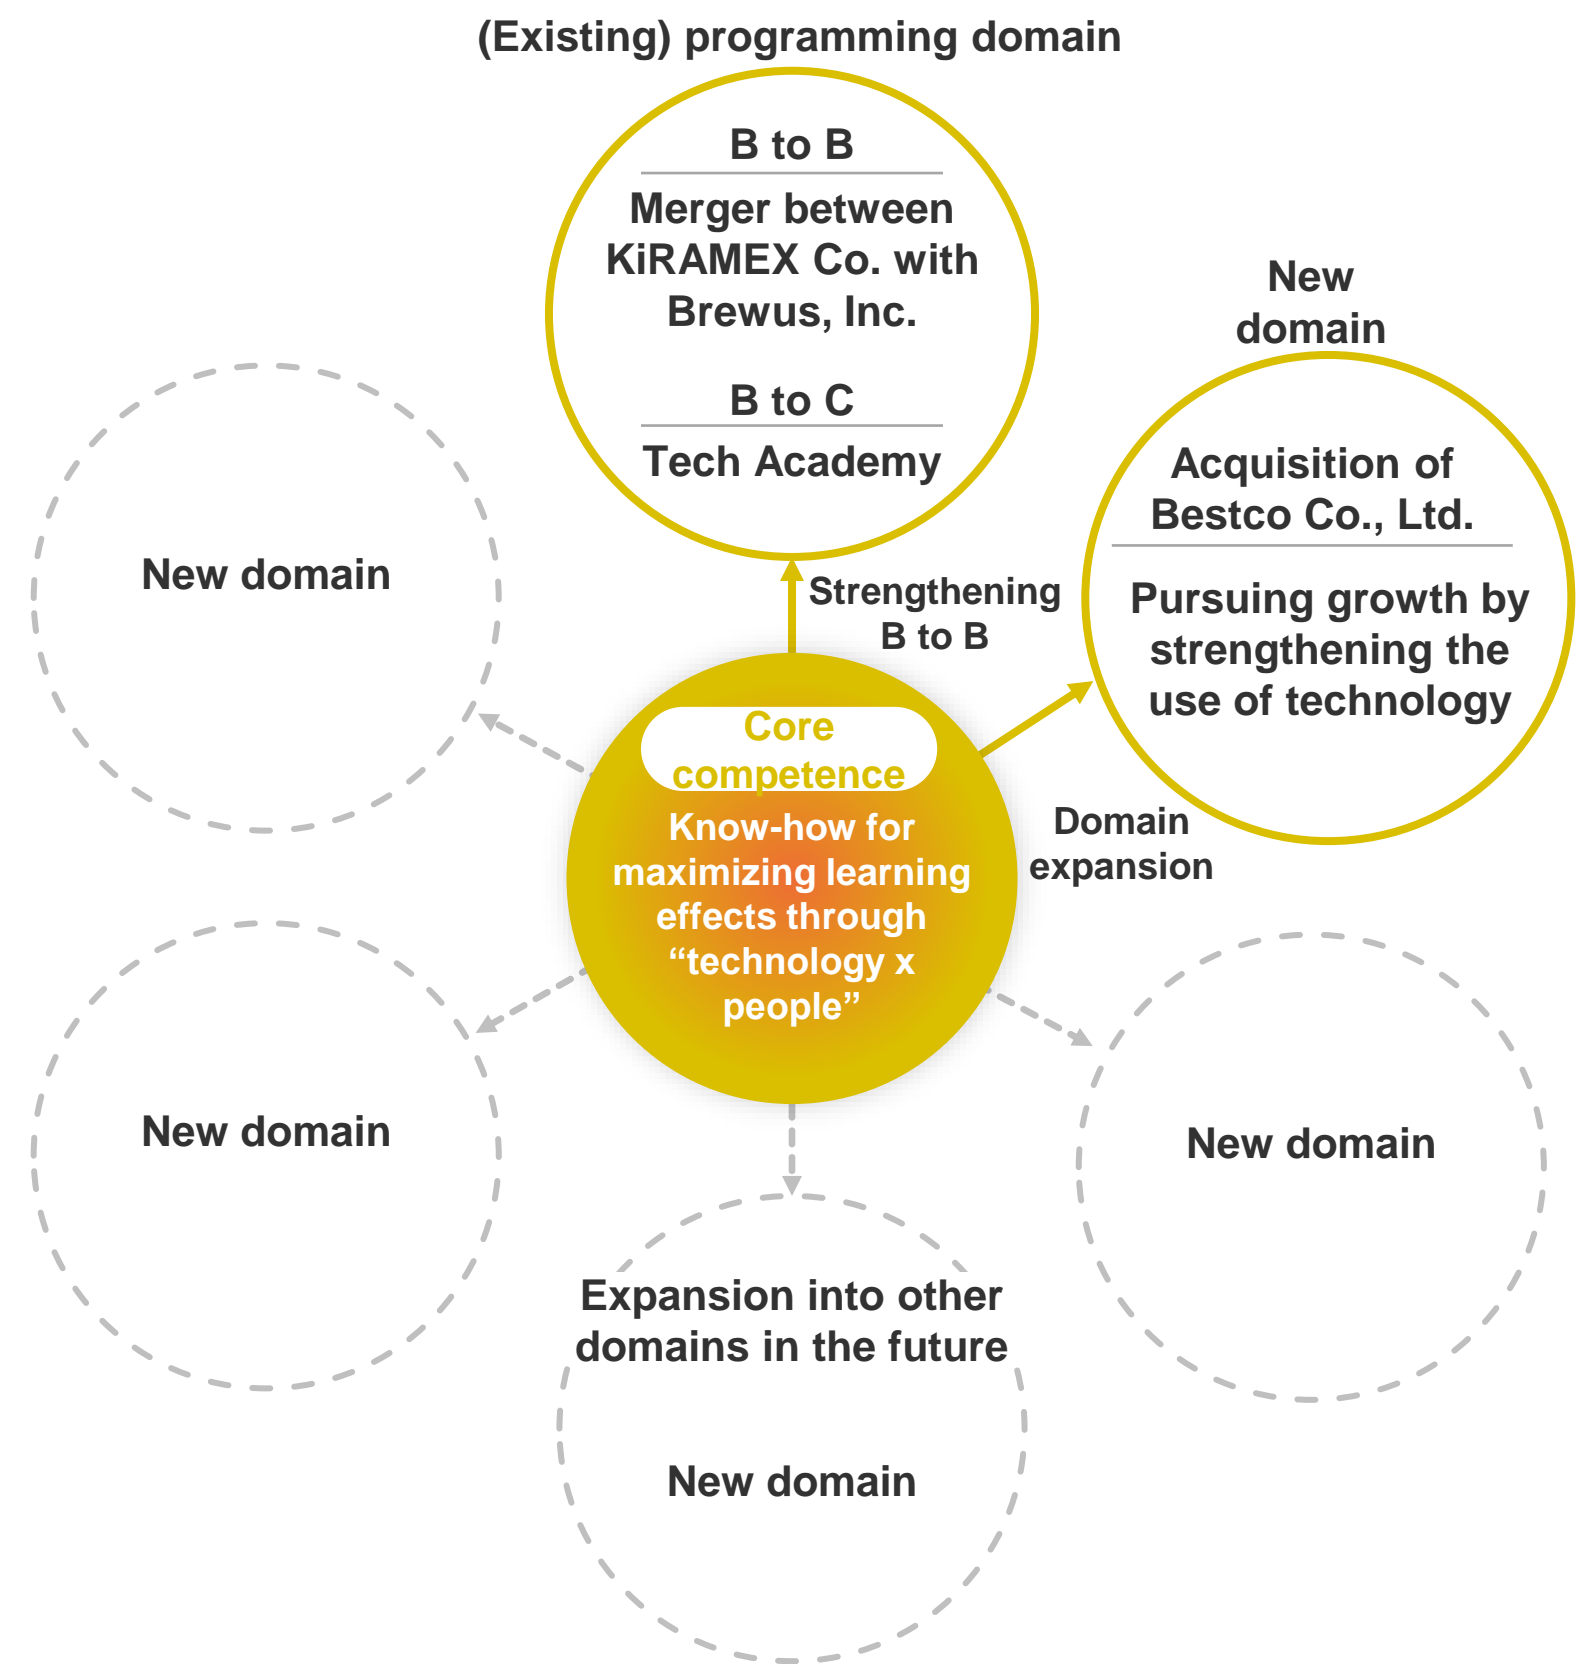 (Existing) programming domain
B to B
Merger between
KiRAMEX Co. with
Brewus, Inc.
B to C
Tech Academy
New
domain
Acquisition of
Bestco Co., Ltd.
Pursuing growth by
strengthening the
use of technology
Strengthening
B to B
Domain
expansion
Core
competence
Know-how for
maximizing learning
effects through
“technology x
people”
New domain
New domain
New domain
Expansion into other
domains in the future
New domain